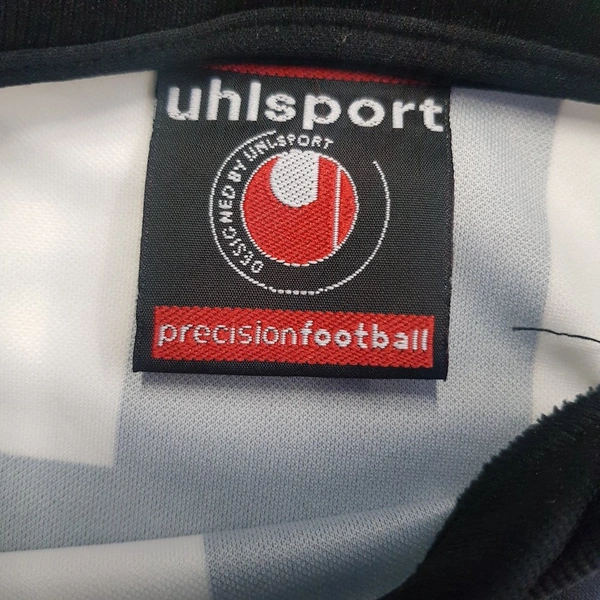 uhlsport
DESIGNED BY UHLSPORT
precisionfootball